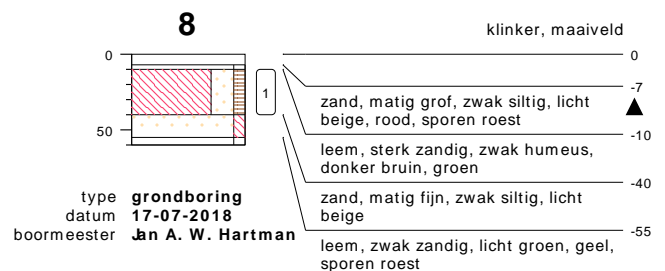 8
klinker, maaiveld
0
0
-7
1
zand, matig grof, zwak siltig, licht
beige, rood, sporen roest
-10
50
leem, sterk zandig, zwak humeus,
donker bruin, groen
-40
zand, matig fijn, zwak siltig, licht
beige
-55
leem, zwak zandig, licht groen, geel,
sporen roest
type grondboring
datum 17-07-2018
boormeester Jan A. W. Hartman